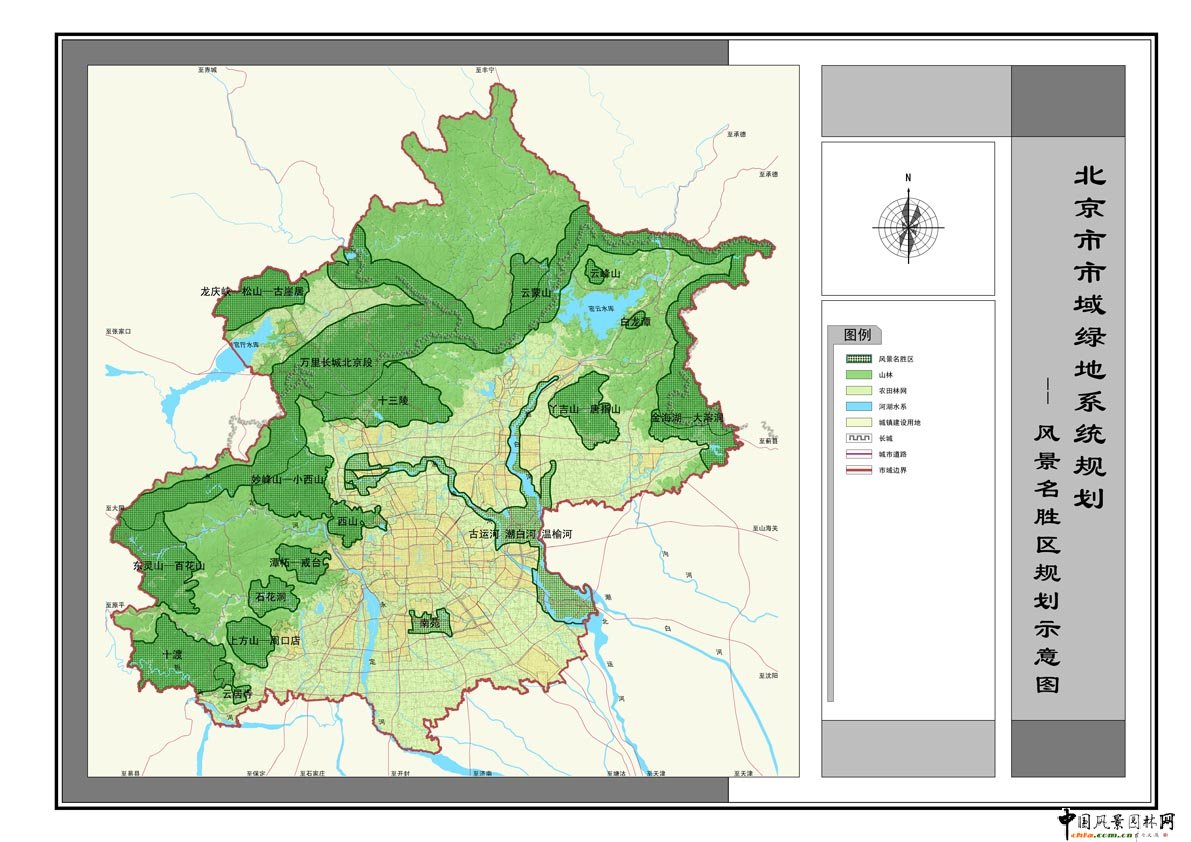 北京市市域绿地系统规划
——风景名胜区规划示意图
N
图例
风景名胜区
山林
农田林网
河湖水系
城镇建设用地
长城
城市道路
市域边界
至赤城
至丰宁
至承德
至承德
云峰山
龙庆峡—松山—古崖居
云蒙山
密云水库
白龙潭
至张家口
官厅水库
万里长城北京段
十三陵
丫吉山—唐指山
金海湖—大溶洞
至蓟县
妙峰山—小西山
至大同
西山
古运河 潮白河 温榆河
至山海关
东灵山—百花山
潭柘—戒台
石花洞
至原平
南苑
上方山—周口店
十渡
云居寺
永
定
河
潮
白
河
北
运
河
沟
河
至沈阳
至易县
至保定
至石家庄
至开封
至济南
至塘沽
至天津
至天津
中国风景园林网
chla.com.cn